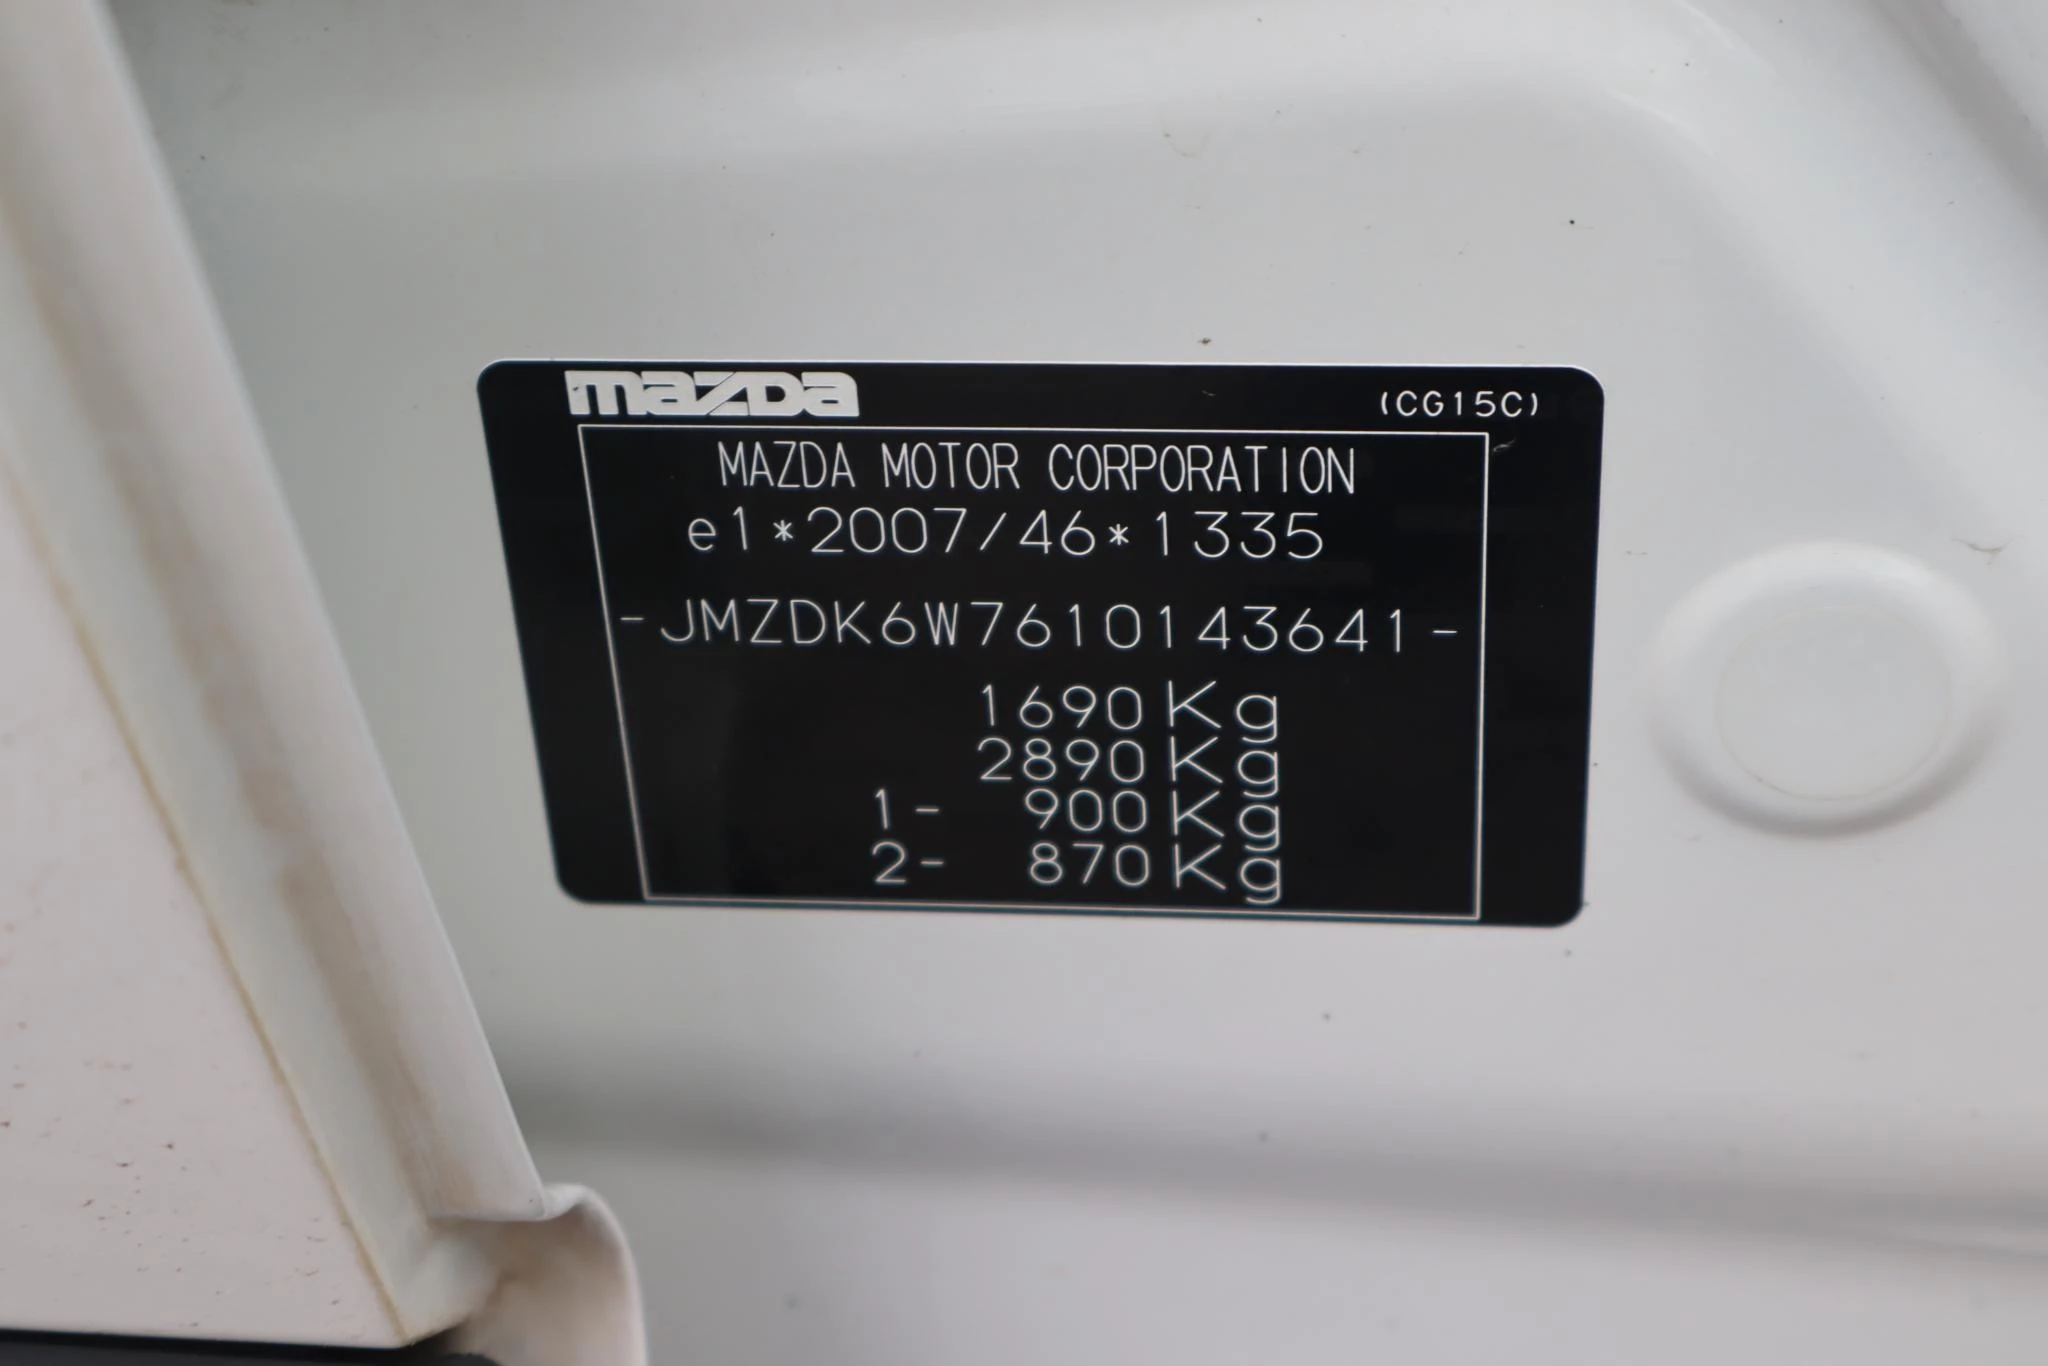 mazda (CG15C)
MAZDA MOTOR CORPORATION
e1*2007/46*1335
-JMZDK6W7610143641-
1690Kg
2890Kg
1- 900Kg
2- 870Kg